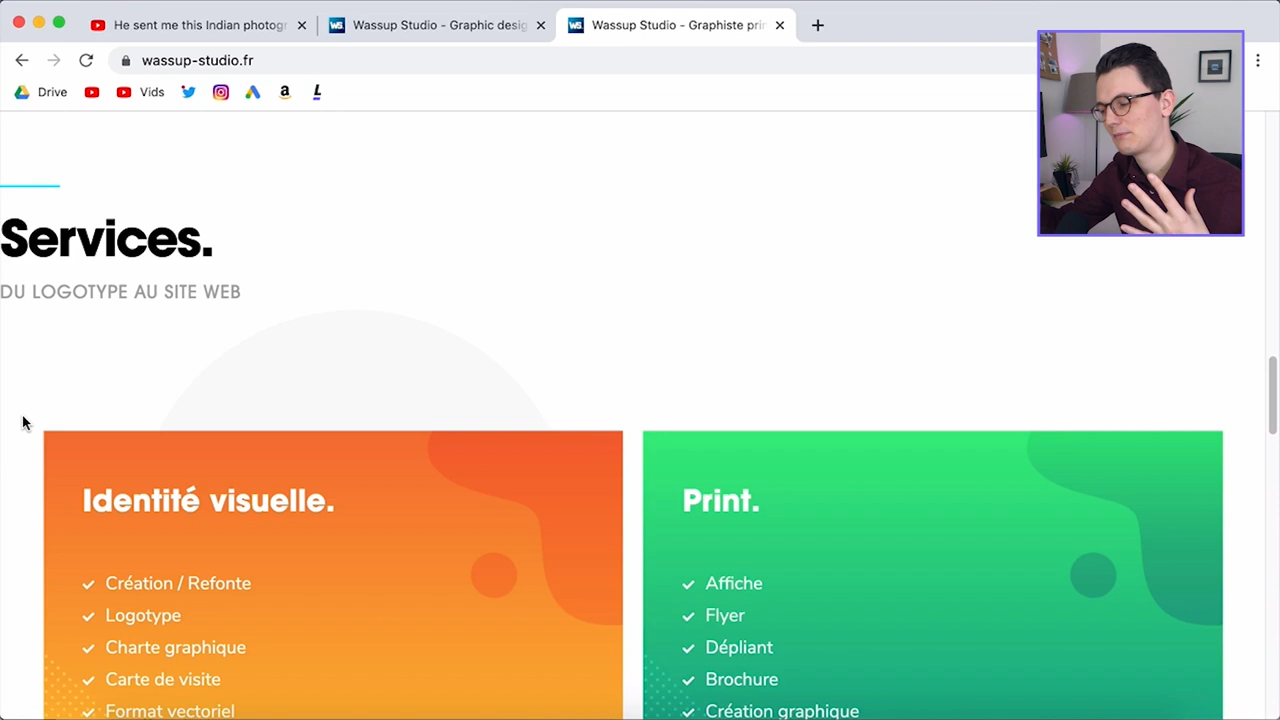 He sent me this Indian photogr
Wassup Studio - Graphic desig
Wassup Studio - Graphiste prin
wassup-studio.fr
Drive
Vids
Services.
DU LOGOTYPE AU SITE WEB
Identité visuelle.
Création / Refonte
Logotype
Charte graphique
Carte de visite
Format vectoriel
Print.
Affiche
Flyer
Dépliant
Brochure
Création graphique